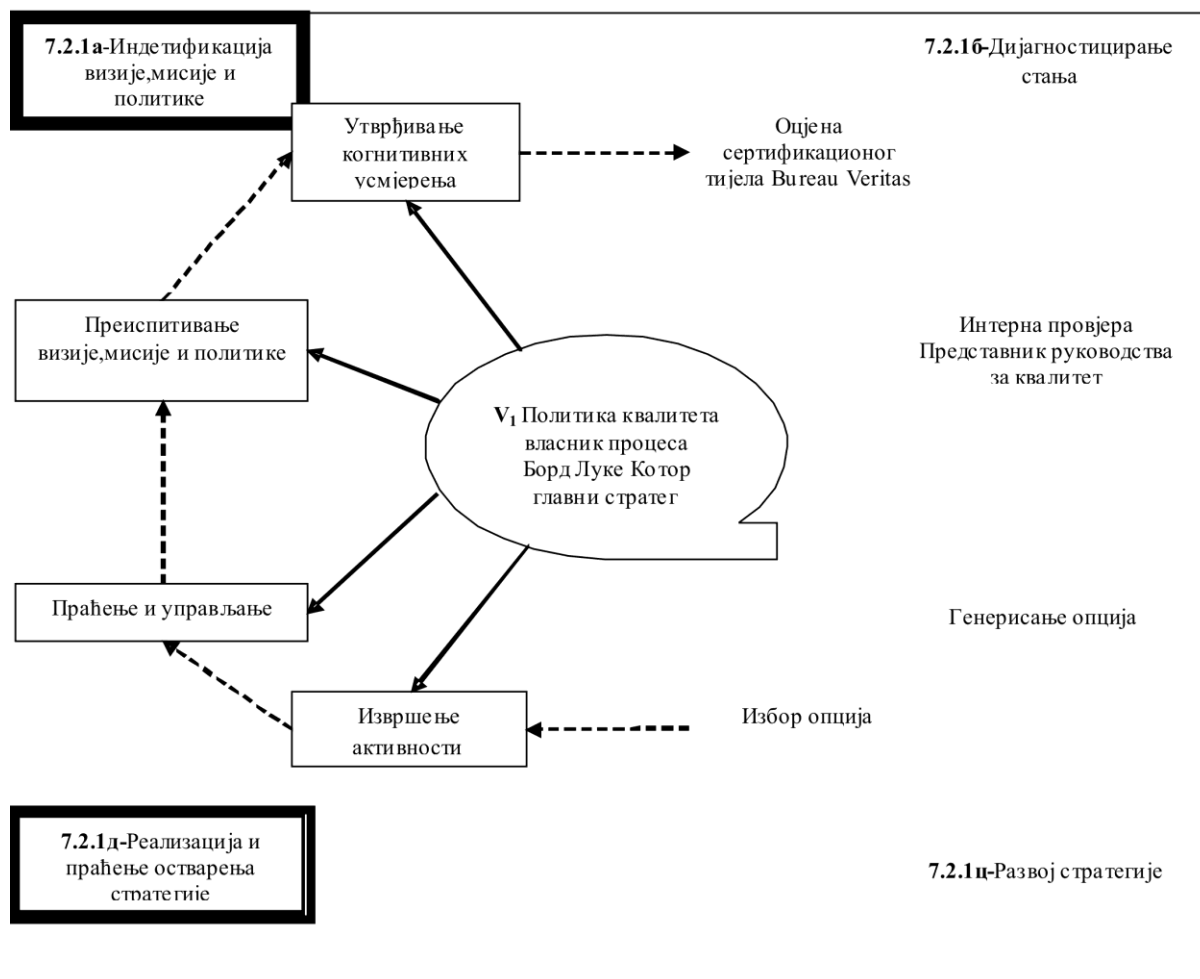 7.2.1а-Индетификација
визије,мисије и
политике
7.2.1б-Дијагностицирање
стања
Утврђивање
когнитивних
усмјерења
Оцјена
сертификационог
тијела Bureau Veritas
Преиспитивање
визије,мисије и политике
Интерна провјера
Представник руководства
за квалитет
V1 Политика квалитета
власник процеса
Борд Луке Котор
главни стратег
Праћење и управљање
Генерисање опција
Извршење
активности
Избор опција
7.2.1д-Реализација и
праћење остварења
стратегије
7.2.1ц-Развој стратегије